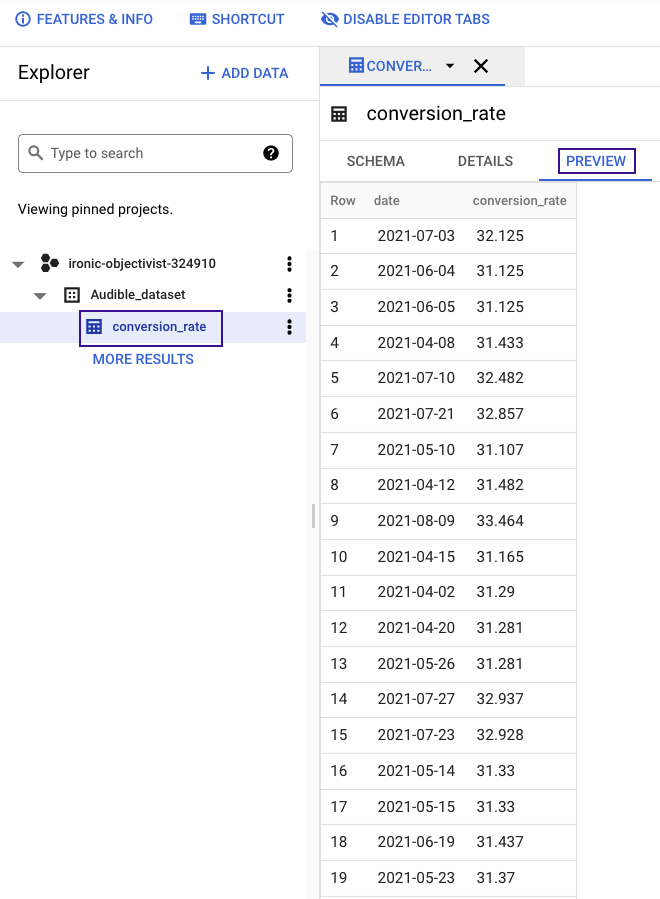 FEATURES & INFO SHORTCUT DISABLE EDITOR TABS
Explorer
+ ADD DATA
Type to search
Viewing pinned projects.
ironic-objectivist-324910
Audible_dataset
conversion_rate
MORE RESULTS
CONVER...
conversion_rate
SCHEMA DETAILS PREVIEW
Row date conversion_rate
1 2021-07-03 32.125
2 2021-06-04 31.125
3 2021-06-05 31.125
4 2021-04-08 31.433
5 2021-07-10 32.482
6 2021-07-21 32.857
7 2021-05-10 31.107
8 2021-04-12 31.482
9 2021-08-09 33.464
10 2021-04-15 31.165
11 2021-04-02 31.29
12 2021-04-20 31.281
13 2021-05-26 31.281
14 2021-07-27 32.937
15 2021-07-23 32.928
16 2021-05-14 31.33
17 2021-05-15 31.33
18 2021-06-19 31.437
19 2021-05-23 31.37